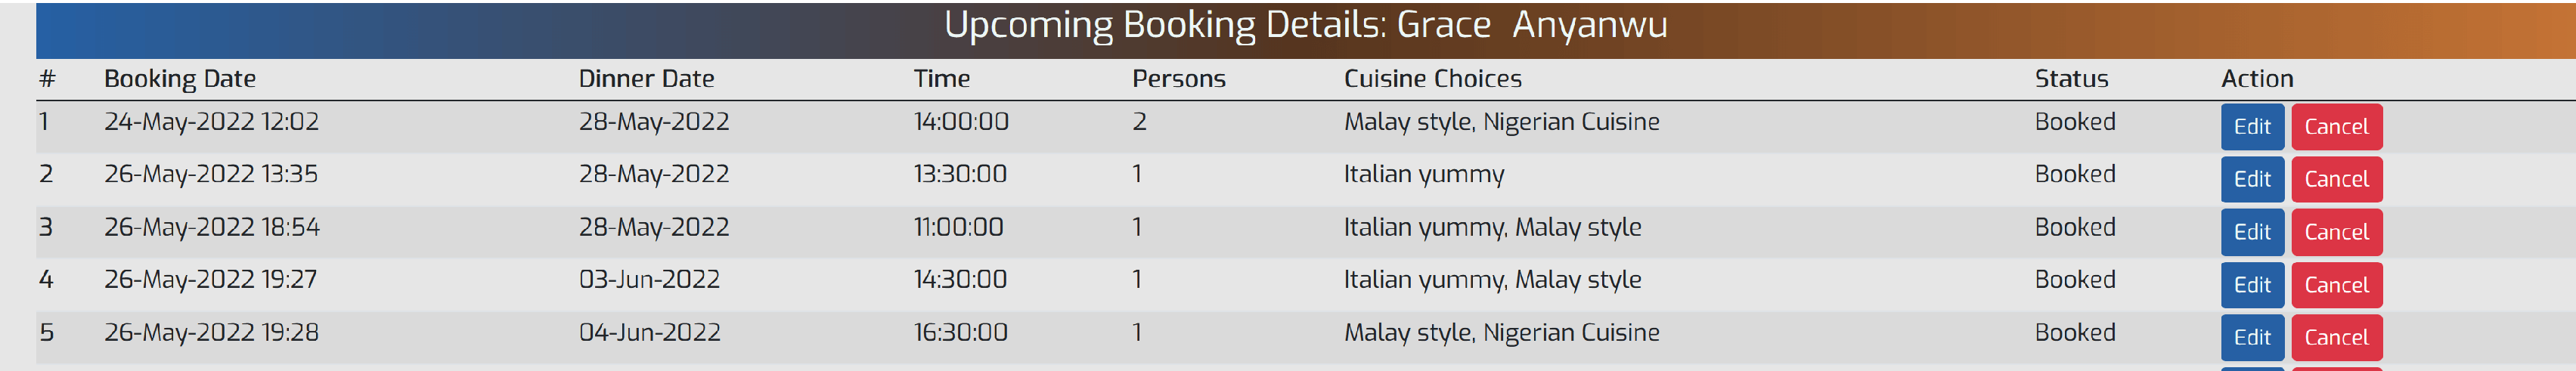 Upcoming Booking Details: Grace Anyanwu
# Booking Date Dinner Date Time Persons Cuisine Choices Status Action
1 24-May-2022 12:02 28-May-2022 14:00:00 2 Malay style, Nigerian Cuisine Booked Edit Cancel
2 26-May-2022 13:35 28-May-2022 13:30:00 1 Italian yummy Booked Edit Cancel
3 26-May-2022 18:54 28-May-2022 11:00:00 1 Italian yummy, Malay style Booked Edit Cancel
4 26-May-2022 19:27 03-Jun-2022 14:30:00 1 Italian yummy, Malay style Booked Edit Cancel
5 26-May-2022 19:28 04-Jun-2022 16:30:00 1 Malay style, Nigerian Cuisine Booked Edit Cancel